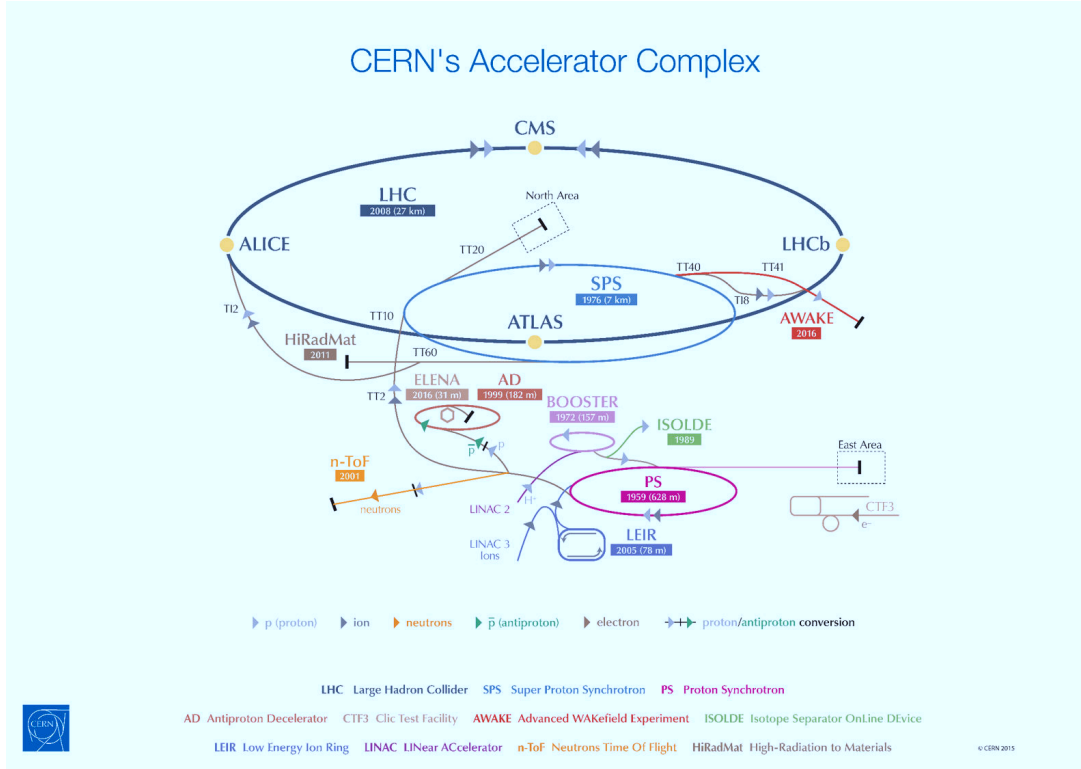 CERN's Accelerator Complex
CMS
LHC
2008 (27 km)
North Area
ALICE
LHCb
TT20
TT40
TT41
SPS
1976 (7 km)
TI8
TI2
TT10
ATLAS
AWAKE
2016
HiRadMat
2011
TT60
ELENA
2016 (31 m)
AD
1999 (182 m)
TT2
BOOSTER
1972 (157 m)
ISOLDE
1989
p̅
p
East Area
n-ToF
2001
PS
1959 (628 m)
neutrons
H⁻
LINAC 2
CTF3
e⁻
LEIR
2005 (78 m)
LINAC 3
Ions
p (proton) ion neutrons p̅ (antiproton) electron proton/antiproton conversion
LHC Large Hadron Collider SPS Super Proton Synchrotron PS Proton Synchrotron
AD Antiproton Decelerator CTF3 Clic Test Facility AWAKE Advanced WAKefield Experiment ISOLDE Isotope Separator OnLine DEvice
LEIR Low Energy Ion Ring LINAC LINear ACcelerator n-ToF Neutrons Time Of Flight HiRadMat High-Radiation to Materials
CERN
© CERN 2015